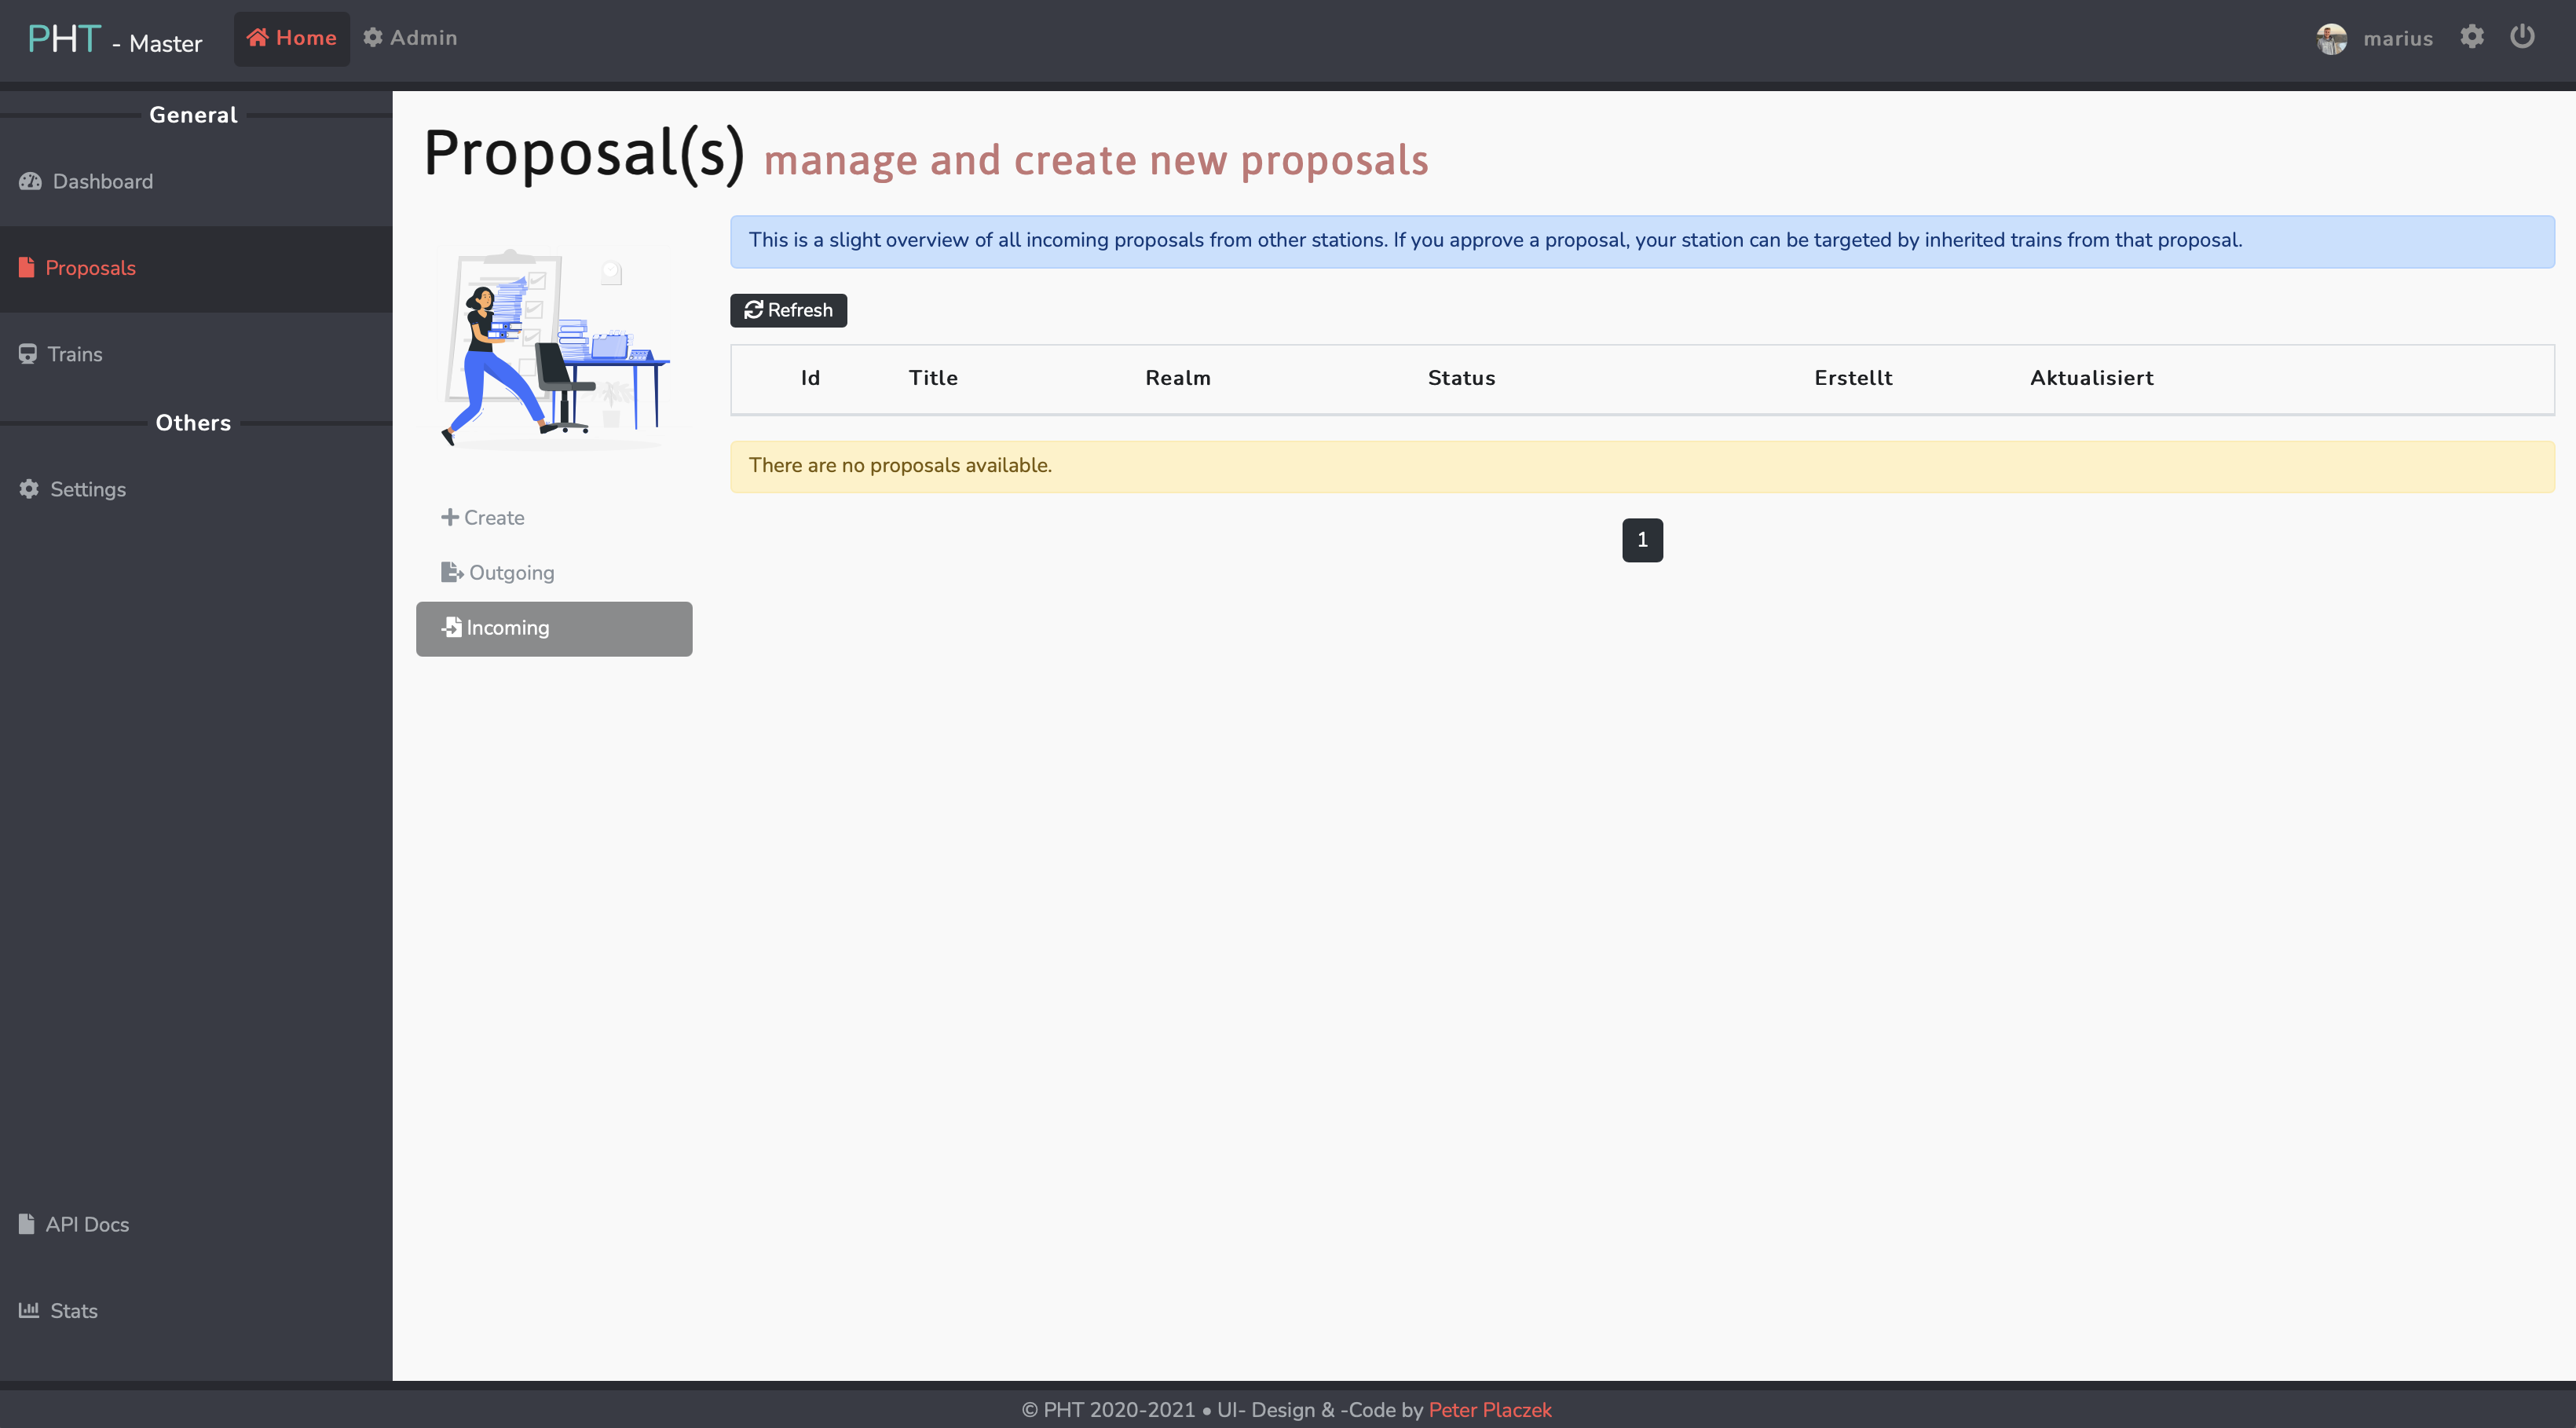 PHT - Master Home Admin marius
General
Dashboard
Proposals
Trains
Others
Settings
API Docs
Stats
Proposal(s) manage and create new proposals
Create
Outgoing
Incoming
This is a slight overview of all incoming proposals from other stations. If you approve a proposal, your station can be targeted by inherited trains from that proposal.
Refresh
Id Title Realm Status Erstellt Aktualisiert
There are no proposals available.
1
© PHT 2020-2021 • UI- Design & -Code by Peter Placzek